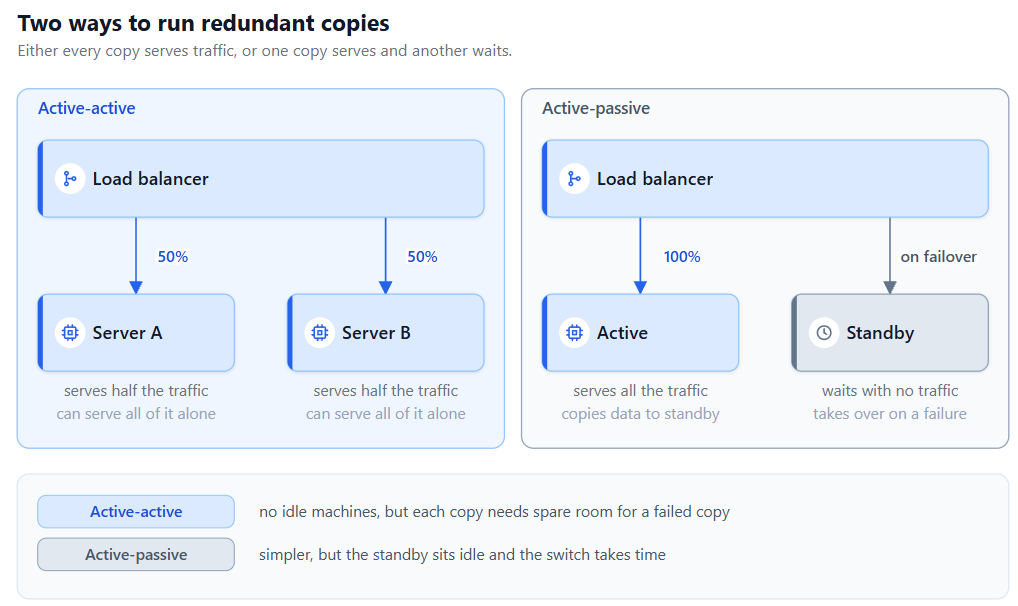 Two ways to run redundant copies
Either every copy serves traffic, or one copy serves and another waits.
Active-active
Load balancer
50%
50%
Server A
Server B
serves half the traffic
can serve all of it alone
serves half the traffic
can serve all of it alone
Active-passive
Load balancer
100%
on failover
Active
Standby
serves all the traffic
copies data to standby
waits with no traffic
takes over on a failure
Active-active
no idle machines, but each copy needs spare room for a failed copy
Active-passive
simpler, but the standby sits idle and the switch takes time